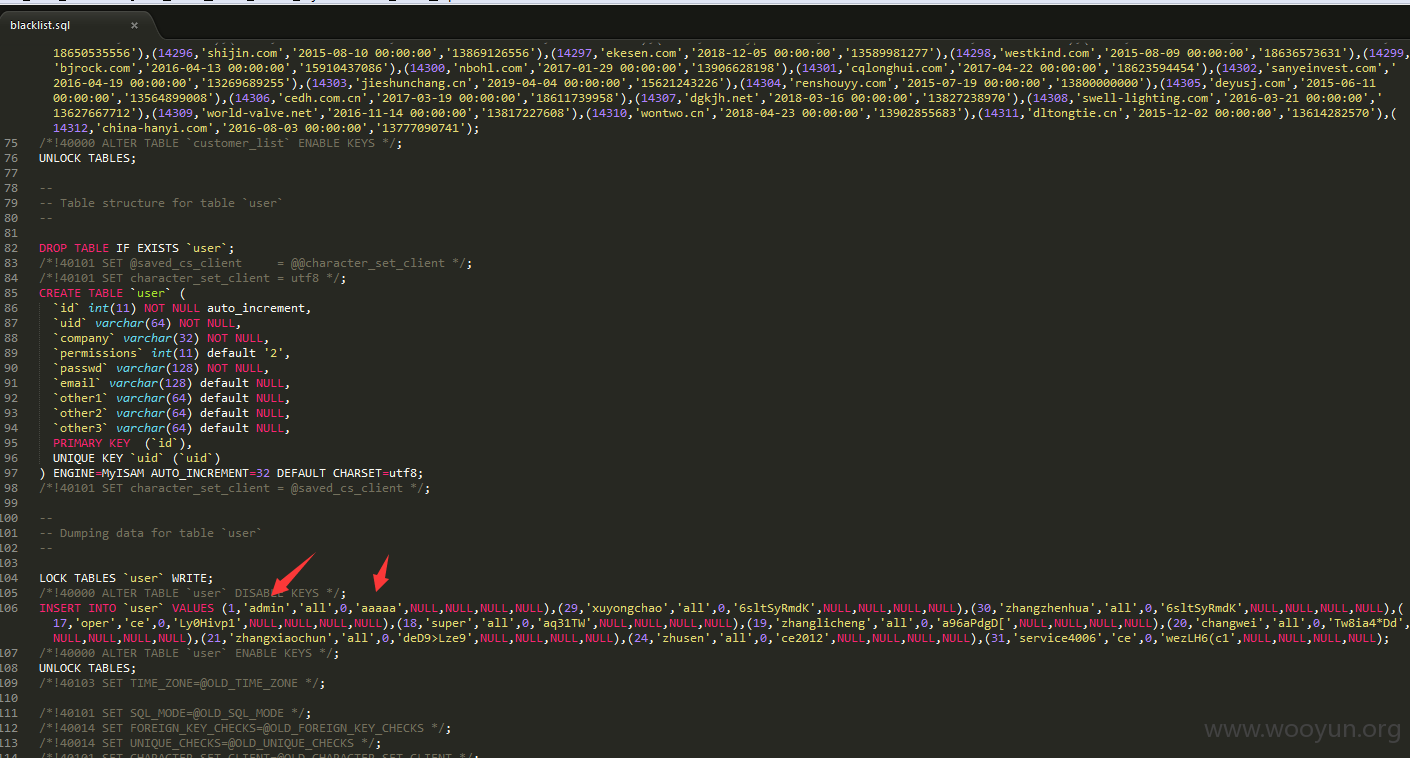 blacklist.sql ×
18650535556'),(14296,'shijin.com','2015-08-10 00:00:00','13869126556'),(14297,'ekesen.com','2018-12-05 00:00:00','13589981277'),(14298,'westkind.com','2015-08-09 00:00:00','18636573631'),(14299,
'bjrock.com','2016-04-13 00:00:00','15910437086'),(14300,'nbohl.com','2017-01-29 00:00:00','13906628198'),(14301,'cqlonghui.com','2017-04-22 00:00:00','18623594454'),(14302,'sanyeinvest.com','
2016-04-19 00:00:00','13269689255'),(14303,'jieshunchang.cn','2019-04-04 00:00:00','15621243226'),(14304,'renshouyy.com','2015-07-19 00:00:00','13800000000'),(14305,'deyusj.com','2015-06-11
00:00:00','13564899008'),(14306,'cedh.com.cn','2017-03-19 00:00:00','18611739958'),(14307,'dgkjh.net','2018-03-16 00:00:00','13827238970'),(14308,'swell-lighting.com','2016-03-21 00:00:00','
13627667712'),(14309,'world-valve.net','2016-11-14 00:00:00','13817227608'),(14310,'wontwo.cn','2018-04-23 00:00:00','13902855683'),(14311,'dltongtie.cn','2015-12-02 00:00:00','13614282570'),(
14312,'china-hanyi.com','2016-08-03 00:00:00','13777090741');
75 /*!40000 ALTER TABLE `customer_list` ENABLE KEYS */;
76 UNLOCK TABLES;
77
78 --
79 -- Table structure for table `user`
80 --
81
82 DROP TABLE IF EXISTS `user`;
83 /*!40101 SET @saved_cs_client     = @@character_set_client */;
84 /*!40101 SET character_set_client = utf8 */;
85 CREATE TABLE `user` (
86 `id` int(11) NOT NULL auto_increment,
87 `uid` varchar(64) NOT NULL,
88 `company` varchar(32) NOT NULL,
89 `permissions` int(11) default '2',
90 `passwd` varchar(128) NOT NULL,
91 `email` varchar(128) default NULL,
92 `other1` varchar(64) default NULL,
93 `other2` varchar(64) default NULL,
94 `other3` varchar(64) default NULL,
95 PRIMARY KEY  (`id`),
96 UNIQUE KEY `uid` (`uid`)
97 ) ENGINE=MyISAM AUTO_INCREMENT=32 DEFAULT CHARSET=utf8;
98 /*!40101 SET character_set_client = @saved_cs_client */;
99
100 --
101 -- Dumping data for table `user`
102 --
103
104 LOCK TABLES `user` WRITE;
105 /*!40000 ALTER TABLE `user` DISABLE KEYS */;
106 INSERT INTO `user` VALUES (1,'admin','all',0,'aaaaa',NULL,NULL,NULL,NULL),(29,'xuyongchao','all',0,'6sltSyRmdK',NULL,NULL,NULL,NULL),(30,'zhangzhenhua','all',0,'6sltSyRmdK',NULL,NULL,NULL,NULL),(
17,'oper','ce',0,'Ly0Hivp1',NULL,NULL,NULL,NULL),(18,'super','all',0,'aq31TW',NULL,NULL,NULL,NULL),(19,'zhanglicheng','all',0,'a96aPdgD[',NULL,NULL,NULL,NULL),(20,'changwei','all',0,'Tw8ia4*Dd',
NULL,NULL,NULL,NULL),(21,'zhangxiaochun','all',0,'deD9>Lze9',NULL,NULL,NULL,NULL),(24,'zhusen','all',0,'ce2012',NULL,NULL,NULL,NULL),(31,'service4006','ce',0,'wezLH6(c1',NULL,NULL,NULL,NULL);
107 /*!40000 ALTER TABLE `user` ENABLE KEYS */;
108 UNLOCK TABLES;
109 /*!40103 SET TIME_ZONE=@OLD_TIME_ZONE */;
110
111 /*!40101 SET SQL_MODE=@OLD_SQL_MODE */;
112 /*!40014 SET FOREIGN_KEY_CHECKS=@OLD_FOREIGN_KEY_CHECKS */;
113 /*!40014 SET UNIQUE_CHECKS=@OLD_UNIQUE_CHECKS */;
114 /*!40101 SET CHARACTER_SET_CLIENT=@OLD_CHARACTER_SET_CLIENT */;
www.wooyun.org